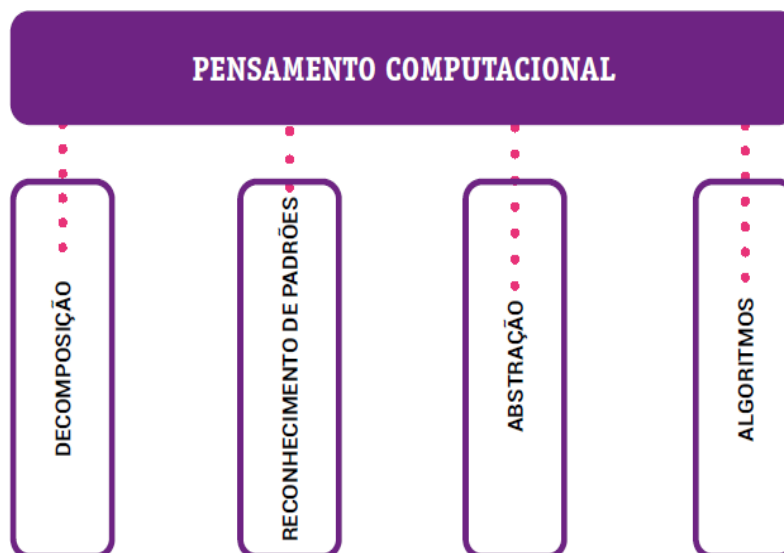 PENSAMENTO COMPUTACIONAL
DECOMPOSIÇÃO
RECONHECIMENTO DE PADRÕES
ABSTRAÇÃO
ALGORITMOS